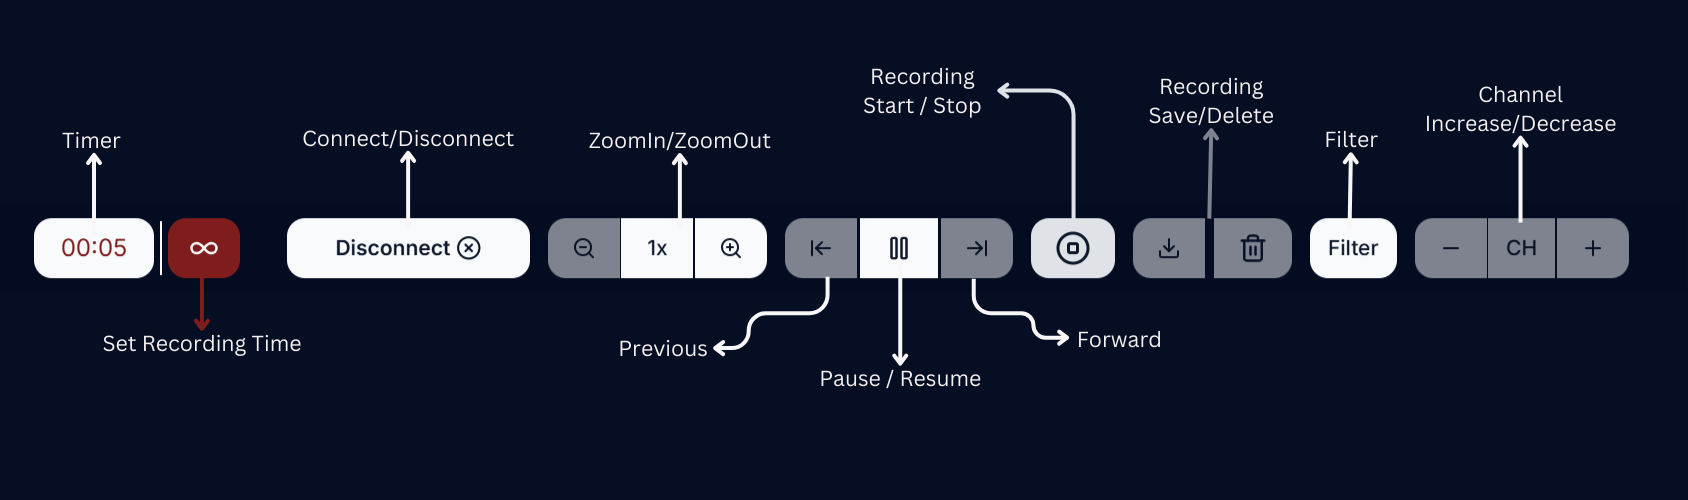 Recording
Start / Stop
Recording
Save/Delete
Channel
Increase/Decrease
Timer
Connect/Disconnect
ZoomIn/ZoomOut
Filter
00:05
Disconnect
1x
Filter
CH
Set Recording Time
Previous
Forward
Pause / Resume